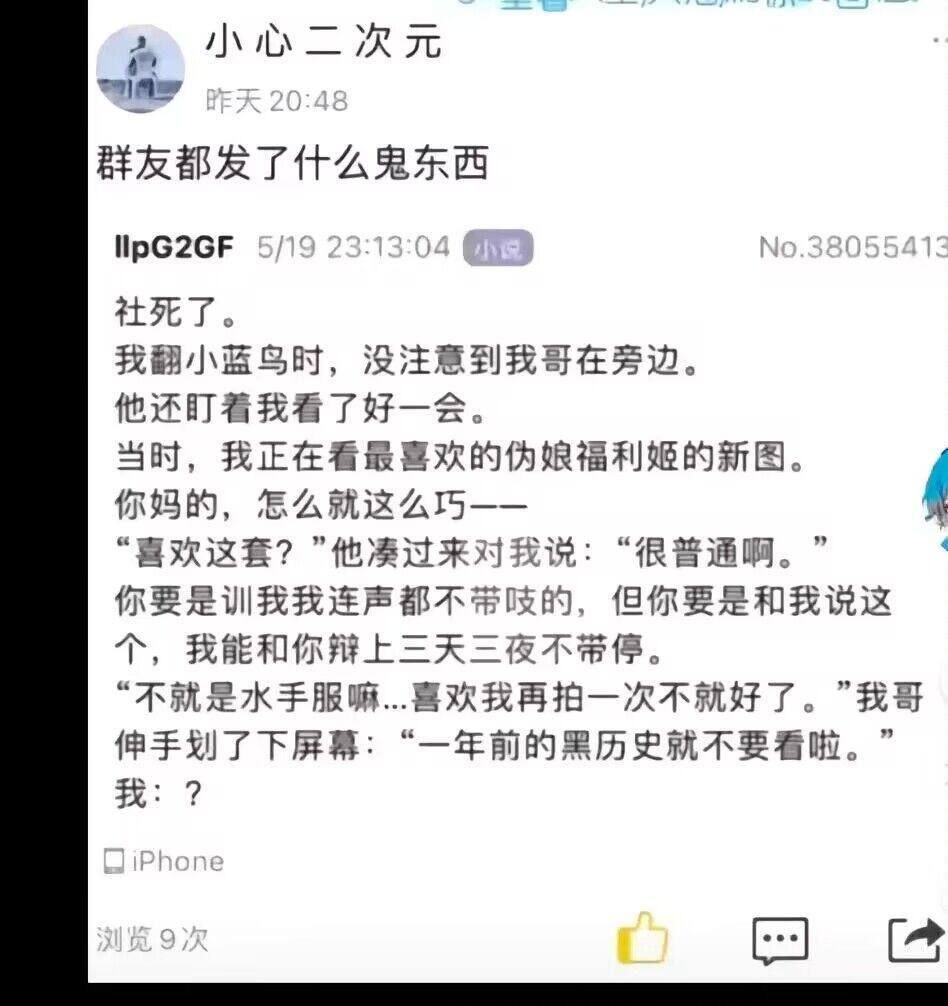 小心二次元
昨天 20:48
群友都发了什么鬼东西
llpG2GF 5/19 23:13:04 小说 No.38055413
社死了。
我翻小蓝鸟时，没注意到我哥在旁边。
他还盯着我看了好一会。
当时，我正在看最喜欢的伪娘福利姬的新图。
你妈的，怎么就这么巧——
“喜欢这套？”他凑过来对我说：“很普通啊。”
你要是训我我连声都不带吱的，但你要是和我说这
个，我能和你辩上三天三夜不带停。
“不就是水手服嘛...喜欢我再拍一次不就好了。”我哥
伸手划了下屏幕：“一年前的黑历史就不要看啦。”
我：？
iPhone
浏览9次